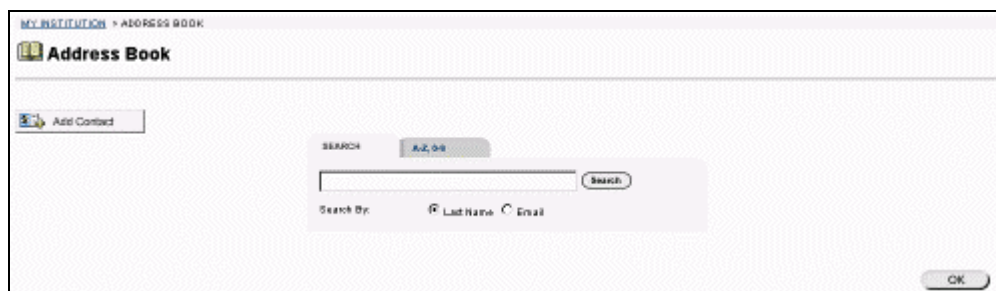 MY INSTITUTION > ADDRESS BOOK
Address Book
Add Contact
SEARCH A-Z, 0-9
Search
Search By: Last Name Email
OK